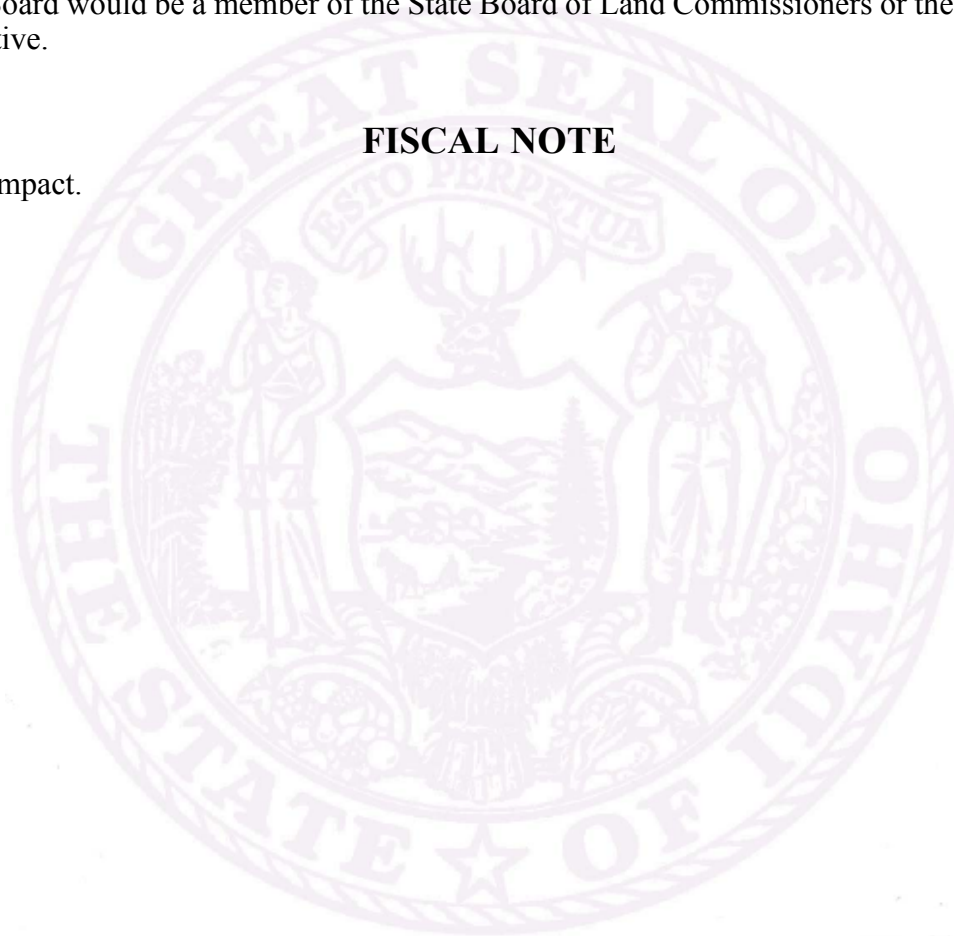 Board would be a member of the State Board of Land Commissioners or the
tive.
FISCAL NOTE
mpact.
GREAT SEAL OF
THE STATE OF IDAHO
ESTO PERPETUA